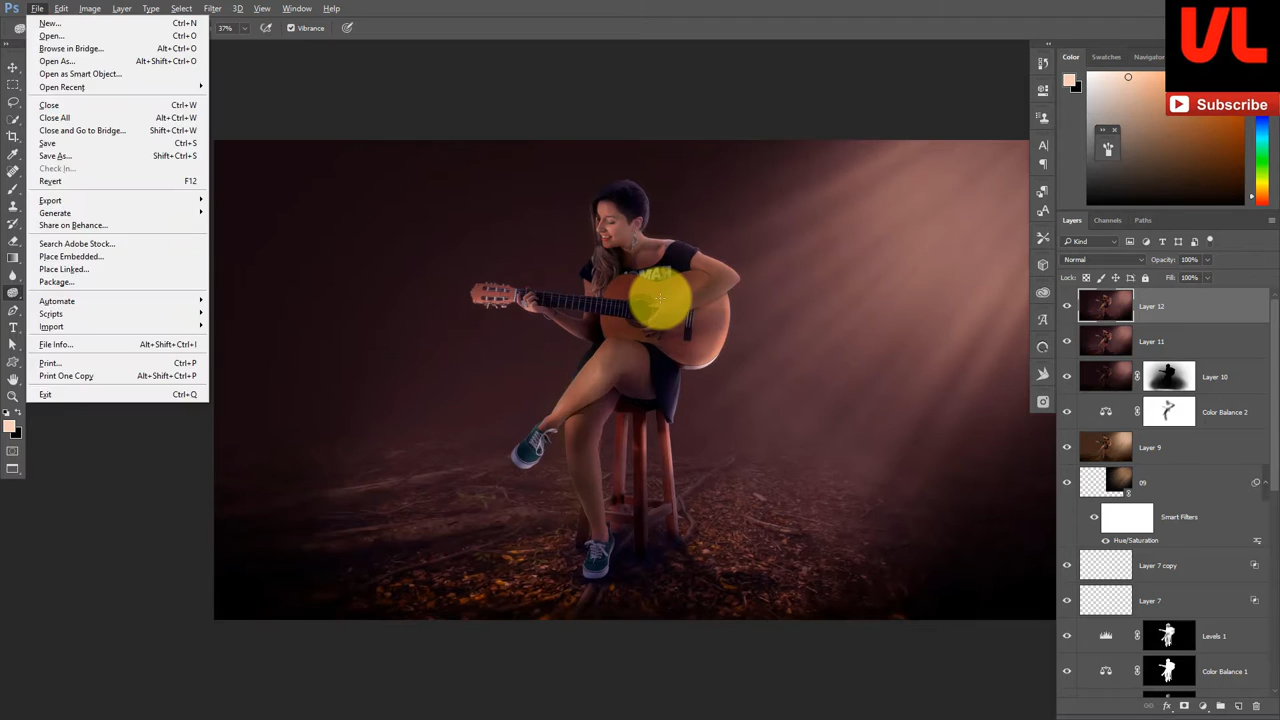 Ps File Edit Image Layer Type Select Filter 3D View Window Help
37% Vibrance
New... Ctrl+N
Open... Ctrl+O
Browse in Bridge... Alt+Ctrl+O
Open As... Alt+Shift+Ctrl+O
Open as Smart Object...
Open Recent
Close Ctrl+W
Close All Alt+Ctrl+W
Close and Go to Bridge... Shift+Ctrl+W
Save Ctrl+S
Save As... Shift+Ctrl+S
Check In...
Revert F12
Export
Generate
Share on Behance...
Search Adobe Stock...
Place Embedded...
Place Linked...
Package...
Automate
Scripts
Import
File Info... Alt+Shift+Ctrl+I
Print... Ctrl+P
Print One Copy Alt+Shift+Ctrl+P
Exit Ctrl+Q
VL
Subscribe
Color Swatches Navigator
Layers Channels Paths
Kind
Normal Opacity: 100%
Lock: Fill: 100%
Layer 12
Layer 11
Layer 10
Color Balance 2
Layer 9
09
Smart Filters
Hue/Saturation
Layer 7 copy
Layer 7
Levels 1
Color Balance 1